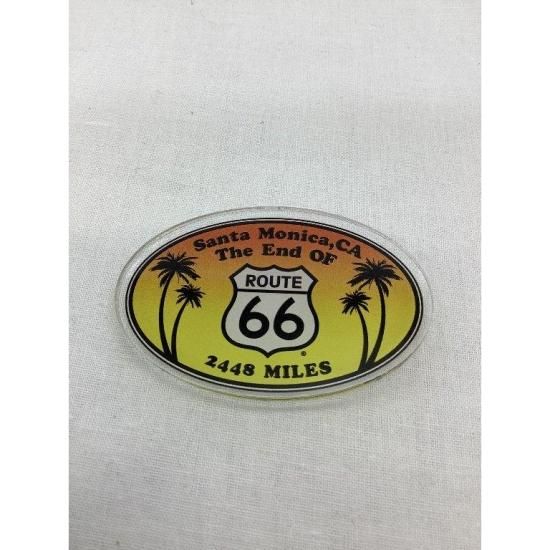 Santa Monica, CA
The End OF
ROUTE
66
®
2448 MILES